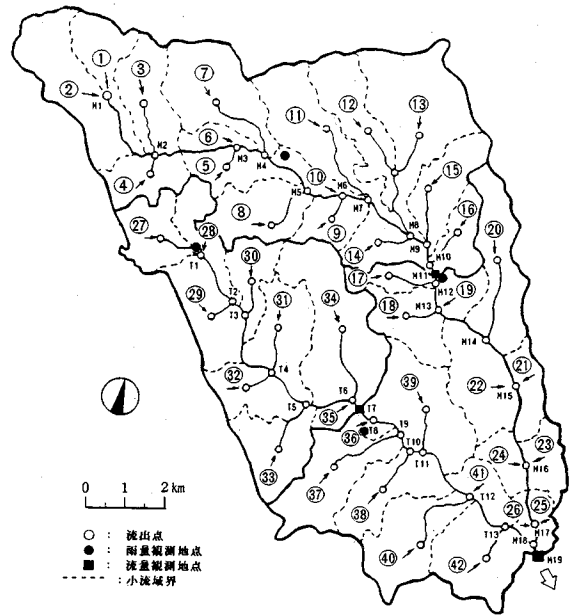 ①
②
③
⑦
⑪
⑫
⑬
M1
⑥
M2
M3
M4
④
⑤
⑩
⑮
M5
M6
M7
⑯
⑧
⑨
⑭
M8
M9
M10
⑳
㉗
㉘
T1
㉚
⑰
M11
M12
⑲
㉙
T2
T3
㉛
㉞
⑱
M13
M14
㉜
T4
㊴
㉒
㉑
M15
T5
T6
T7
㉟
㊱
T8
T9
T10
T11
㉝
㊲
㊳
㊶
T12
㉔
㉓
M16
㉖
㉕
M17
T13
M18
M19
㊵
㊷
0 1 2 km
○ : 流出点
● : 雨量観測地点
■ : 流量観測地点
----- : 小流域界